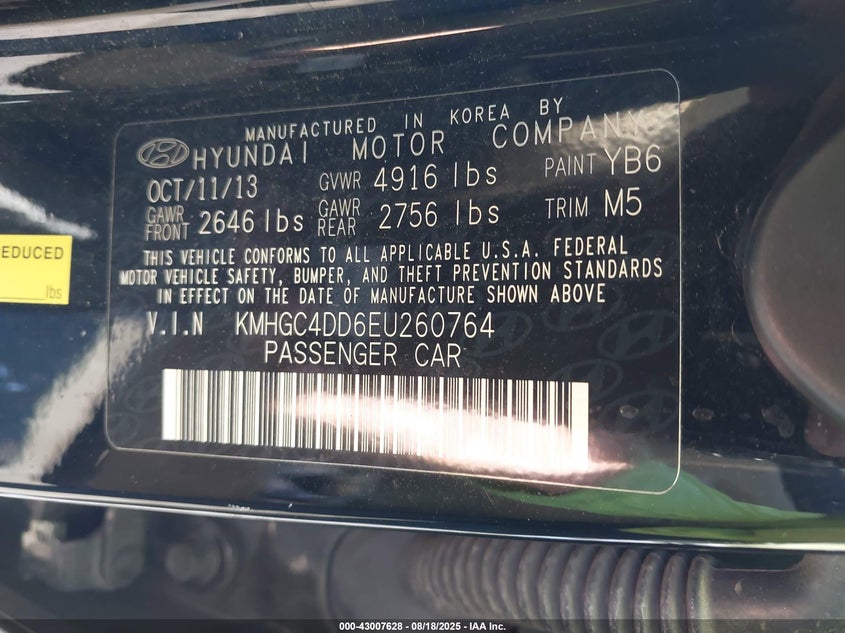 MANUFACTURED IN KOREA BY
HYUNDAI MOTOR COMPANY
OCT/11/13 GVWR 4916 lbs PAINT YB6
GAWR FRONT 2646 lbs GAWR REAR 2756 lbs TRIM M5
THIS VEHICLE CONFORMS TO ALL APPLICABLE U.S.A. FEDERAL
MOTOR VEHICLE SAFETY, BUMPER, AND THEFT PREVENTION STANDARDS
IN EFFECT ON THE DATE OF MANUFACTURE SHOWN ABOVE
V.I.N KMHGC4DD6EU260764
PASSENGER CAR
EDUCED
lbs
000-43007628 - 08/18/2025 - IAA Inc.